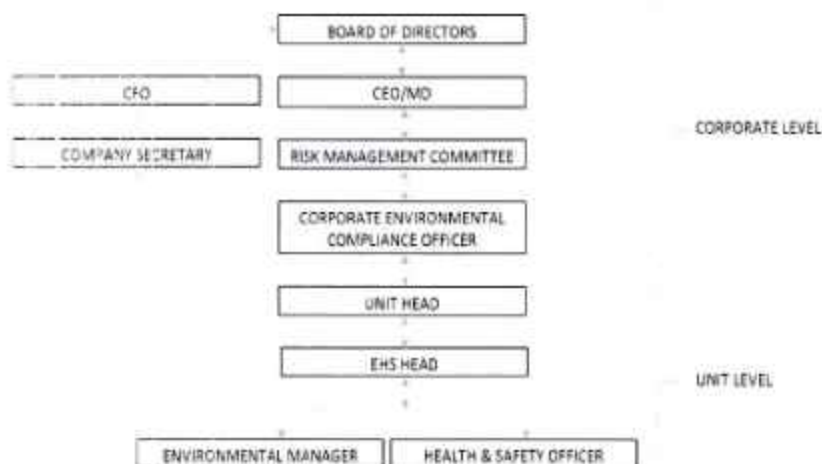 BOARD OF DIRECTORS
CFO
CEO/MD
CORPORATE LEVEL
COMPANY SECRETARY
RISK MANAGEMENT COMMITTEE
CORPORATE ENVIRONMENTAL
COMPLIANCE OFFICER
UNIT HEAD
EHS HEAD
UNIT LEVEL
ENVIRONMENTAL MANAGER
HEALTH & SAFETY OFFICER